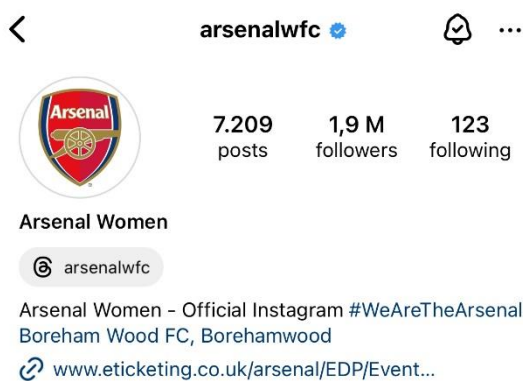 arsenalwfc
Arsenal
7.209 1,9 M 123
posts followers following
Arsenal Women
arsenalwfc
Arsenal Women - Official Instagram #WeAreTheArsenal
Boreham Wood FC, Borehamwood
www.eticketing.co.uk/arsenal/EDP/Event...